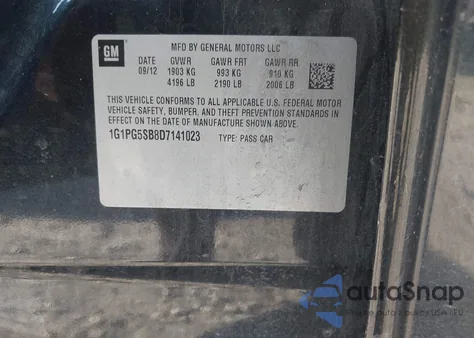 GM
MFD BY GENERAL MOTORS LLC
DATE GVWR GAWR FRT GAWR RR
09/12 1903 KG 993 KG 910 KG
4196 LB 2190 LB 2006 LB
THIS VEHICLE CONFORMS TO ALL APPLICABLE U.S. FEDERAL MOTOR
VEHICLE SAFETY, BUMPER, AND THEFT PREVENTION STANDARDS IN
EFFECT ON THE DATE OF MANUFACTURE SHOWN ABOVE.
1G1PG5SB8D7141023 TYPE: PASS CAR
autoSnap